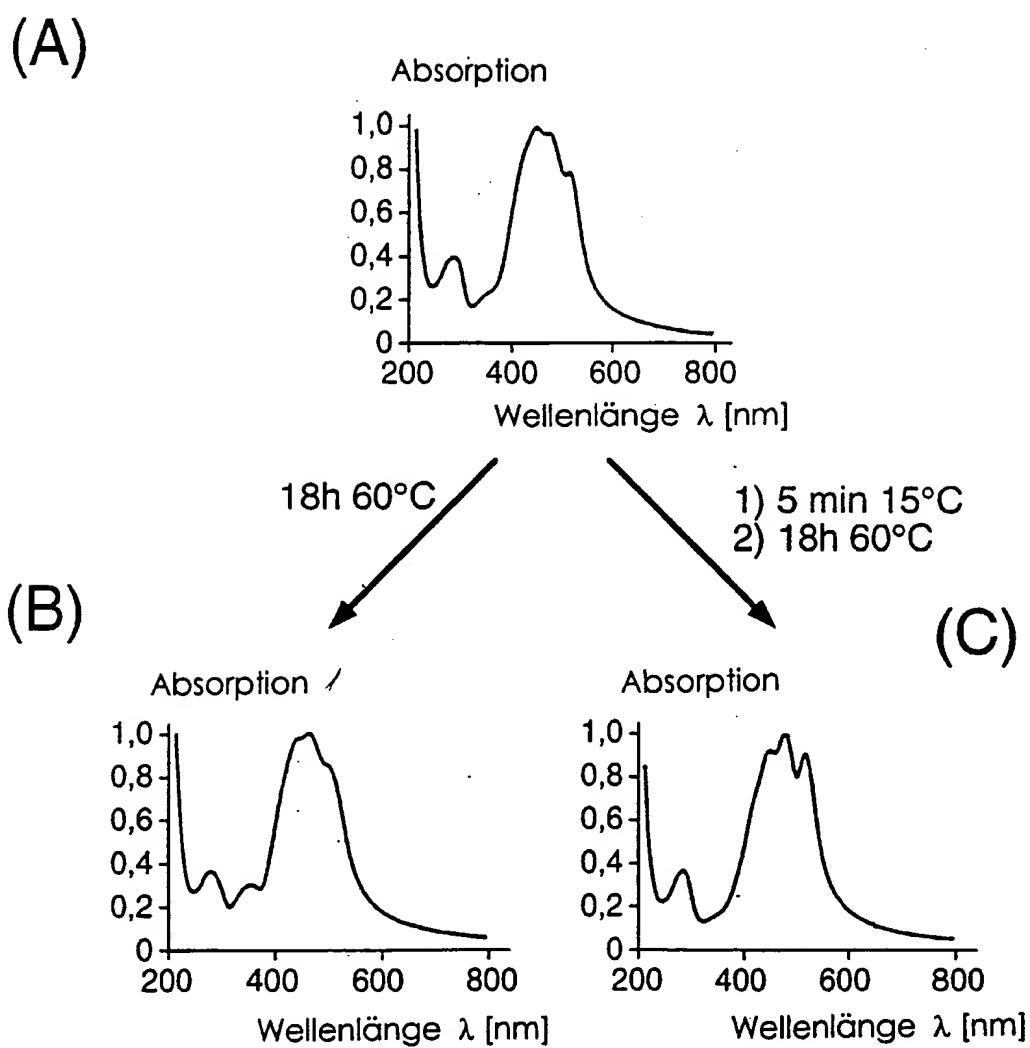 (A)
Absorption
1,0
0,8
0,6
0,4
0,2
0
200 400 600 800
Wellenlänge λ [nm]
18h 60°C
1) 5 min 15°C
2) 18h 60°C
(B)
Absorption
1,0
0,8
0,6
0,4
0,2
0
200 400 600 800
Wellenlänge λ [nm]
(C)
Absorption
1,0
0,8
0,6
0,4
0,2
0
200 400 600 800
Wellenlänge λ [nm]